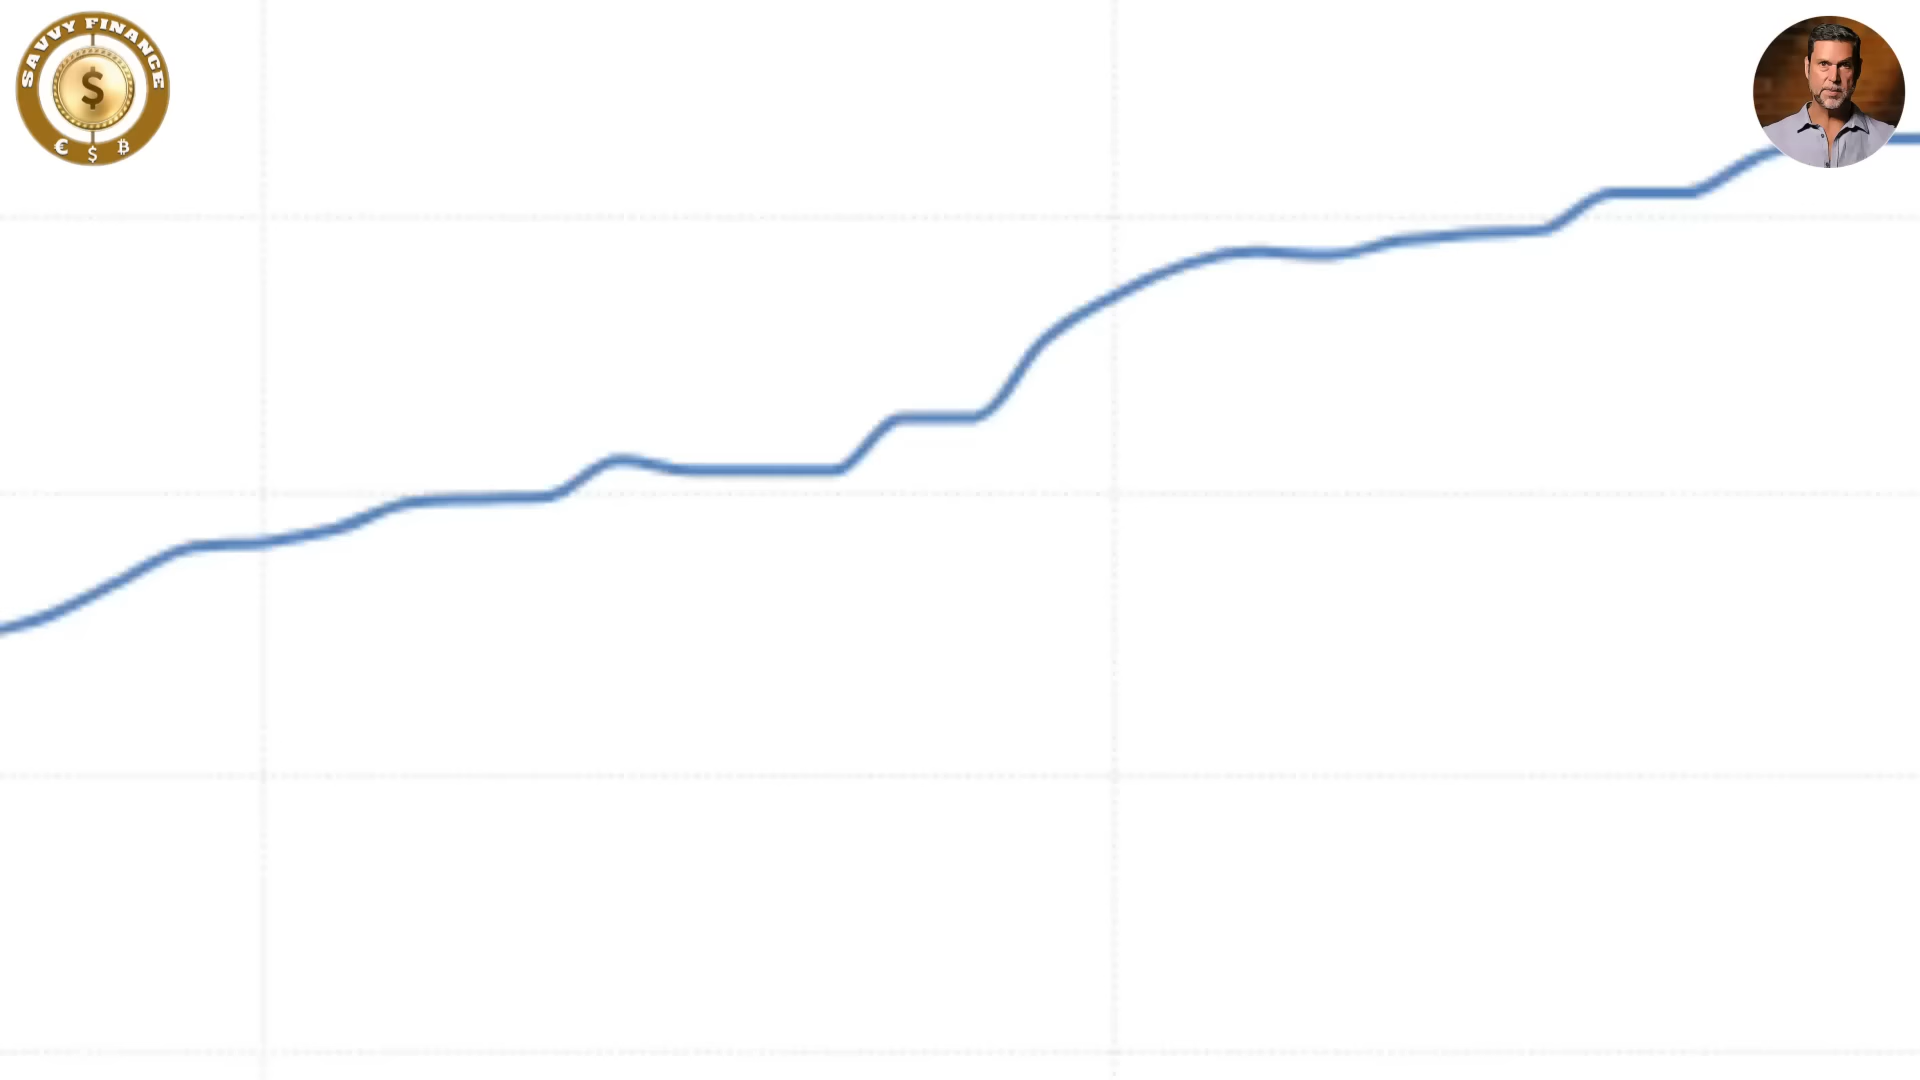 SAVVY FINANCE
$
€ $ ₿